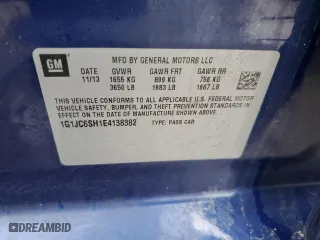 GM
MFD BY GENERAL MOTORS LLC
DATE GVWR GAWR FRT GAWR RR
11/13 1655 KG 899 KG 756 KG
3650 LB 1983 LB 1667 LB
THIS VEHICLE CONFORMS TO ALL APPLICABLE U.S. FEDERAL MOTOR VEHICLE
SAFETY, BUMPER, AND THEFT PREVENTION STANDARDS IN EFFECT ON
THE DATE OF MANUFACTURE SHOWN ABOVE.
1G1JC6SH1E4138382 TYPE: PASS CAR